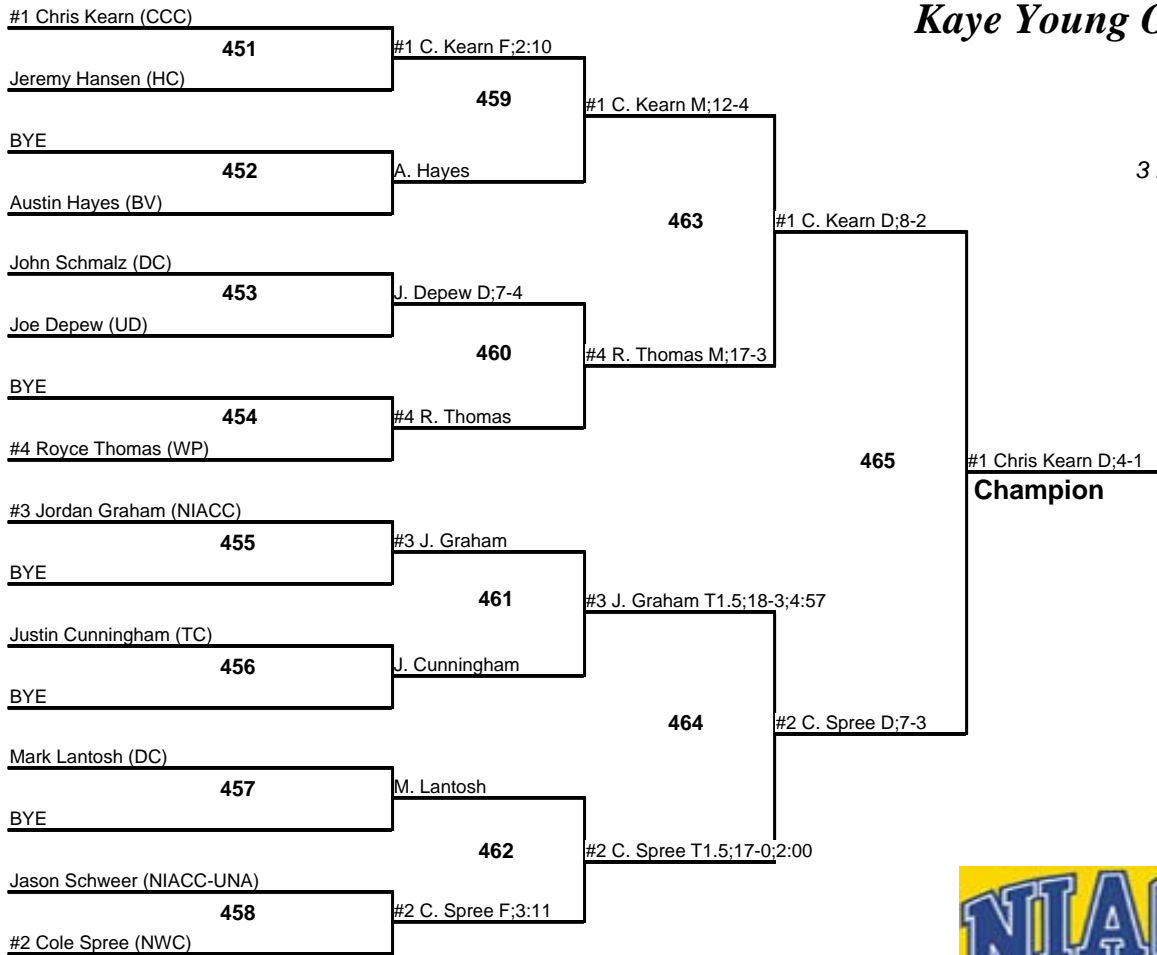 #1 Chris Kearn (CCC)
Kaye Young
451
#1 C. Kearn F;2:10
Jeremy Hansen (HC)
459
#1 C. Kearn M;12-4
BYE
452
A. Hayes
3
Austin Hayes (BV)
463
#1 C. Kearn D;8-2
John Schmalz (DC)
453
J. Depew D;7-4
Joe Depew (UD)
460
#4 R. Thomas M;17-3
BYE
454
#4 R. Thomas
#4 Royce Thomas (WP)
465
#1 Chris Kearn D;4-1
Champion
#3 Jordan Graham (NIACC)
455
#3 J. Graham
BYE
461
#3 J. Graham T1.5;18-3;4:57
Justin Cunningham (TC)
456
J. Cunningham
BYE
464
#2 C. Spree D;7-3
Mark Lantosh (DC)
457
M. Lantosh
BYE
462
#2 C. Spree T1.5;17-0;2:00
Jason Schweer (NIACC-UNA)
458
#2 C. Spree F;3:11
#2 Cole Spree (NWC)